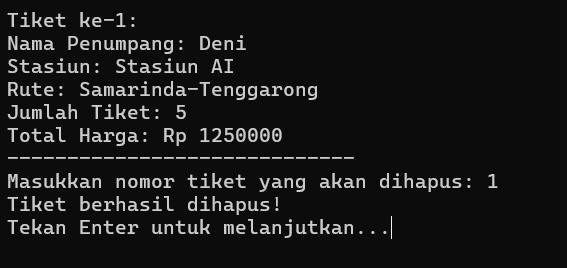 Tiket ke-1:
Nama Penumpang: Deni
Stasiun: Stasiun AI
Rute: Samarinda-Tenggarong
Jumlah Tiket: 5
Total Harga: Rp 1250000
-----------------------------
Masukkan nomor tiket yang akan dihapus: 1
Tiket berhasil dihapus!
Tekan Enter untuk melanjutkan...